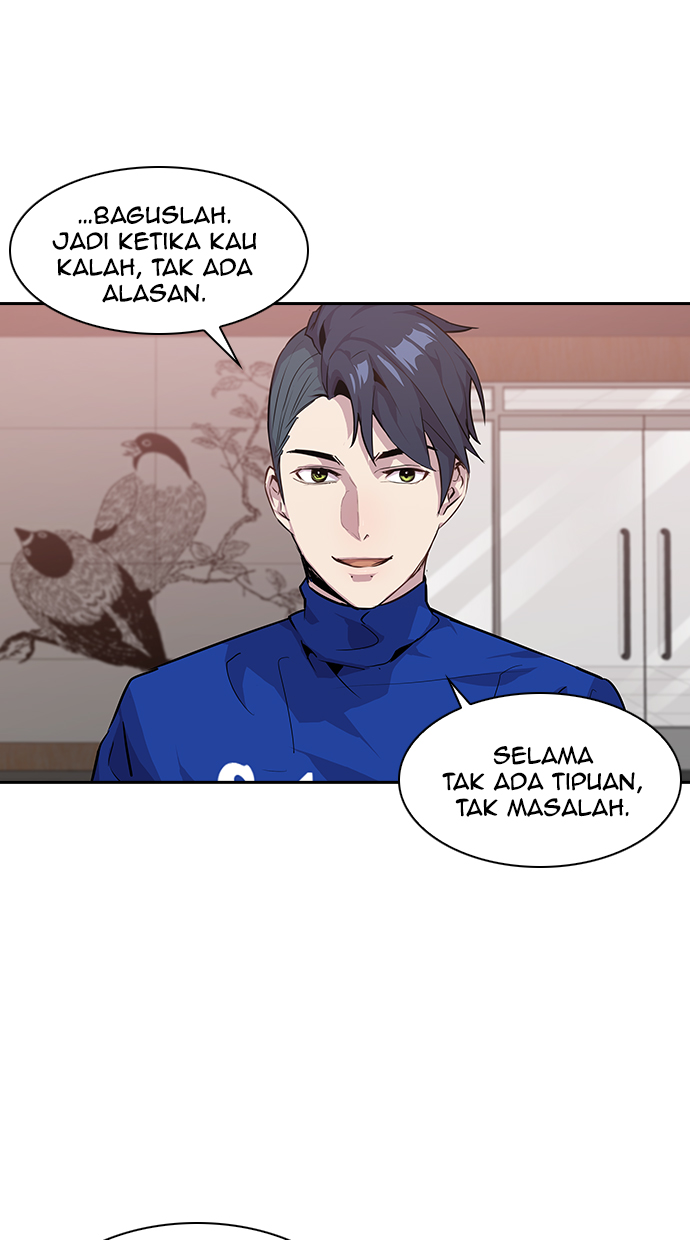 ...BAGUSLAH.
JADI KETIKA KAU
KALAH, TAK ADA
ALASAN.
SELAMA
TAK ADA TIPUAN,
TAK MASALAH.